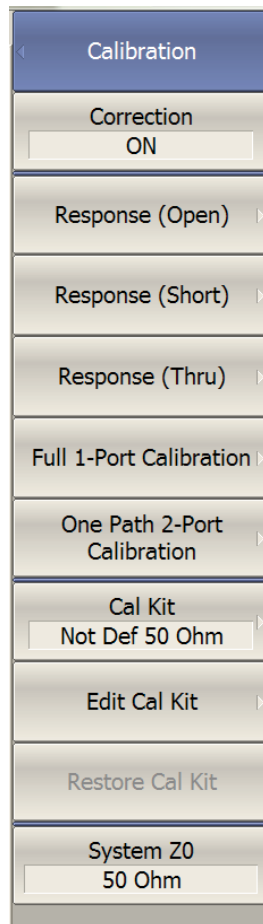 Calibration
Correction
ON
Response (Open)
Response (Short)
Response (Thru)
Full 1-Port Calibration
One Path 2-Port
Calibration
Cal Kit
Not Def 50 Ohm
Edit Cal Kit
Restore Cal Kit
System Z0
50 Ohm